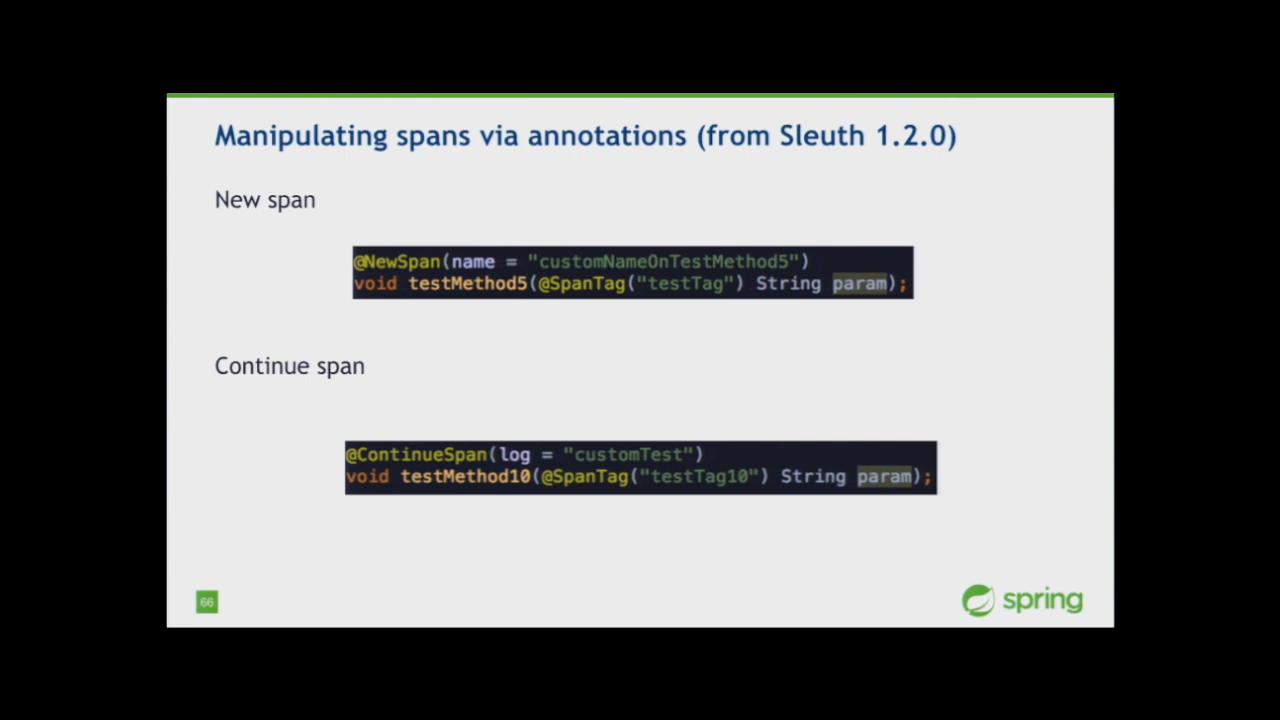 Manipulating spans via annotations (from Sleuth 1.2.0)
New span
@NewSpan(name = "customNameOnTestMethod5")
void testMethod5(@SpanTag("testTag") String param);
Continue span
@ContinueSpan(log = "customTest")
void testMethod10(@SpanTag("testTag10") String param);
66
spring